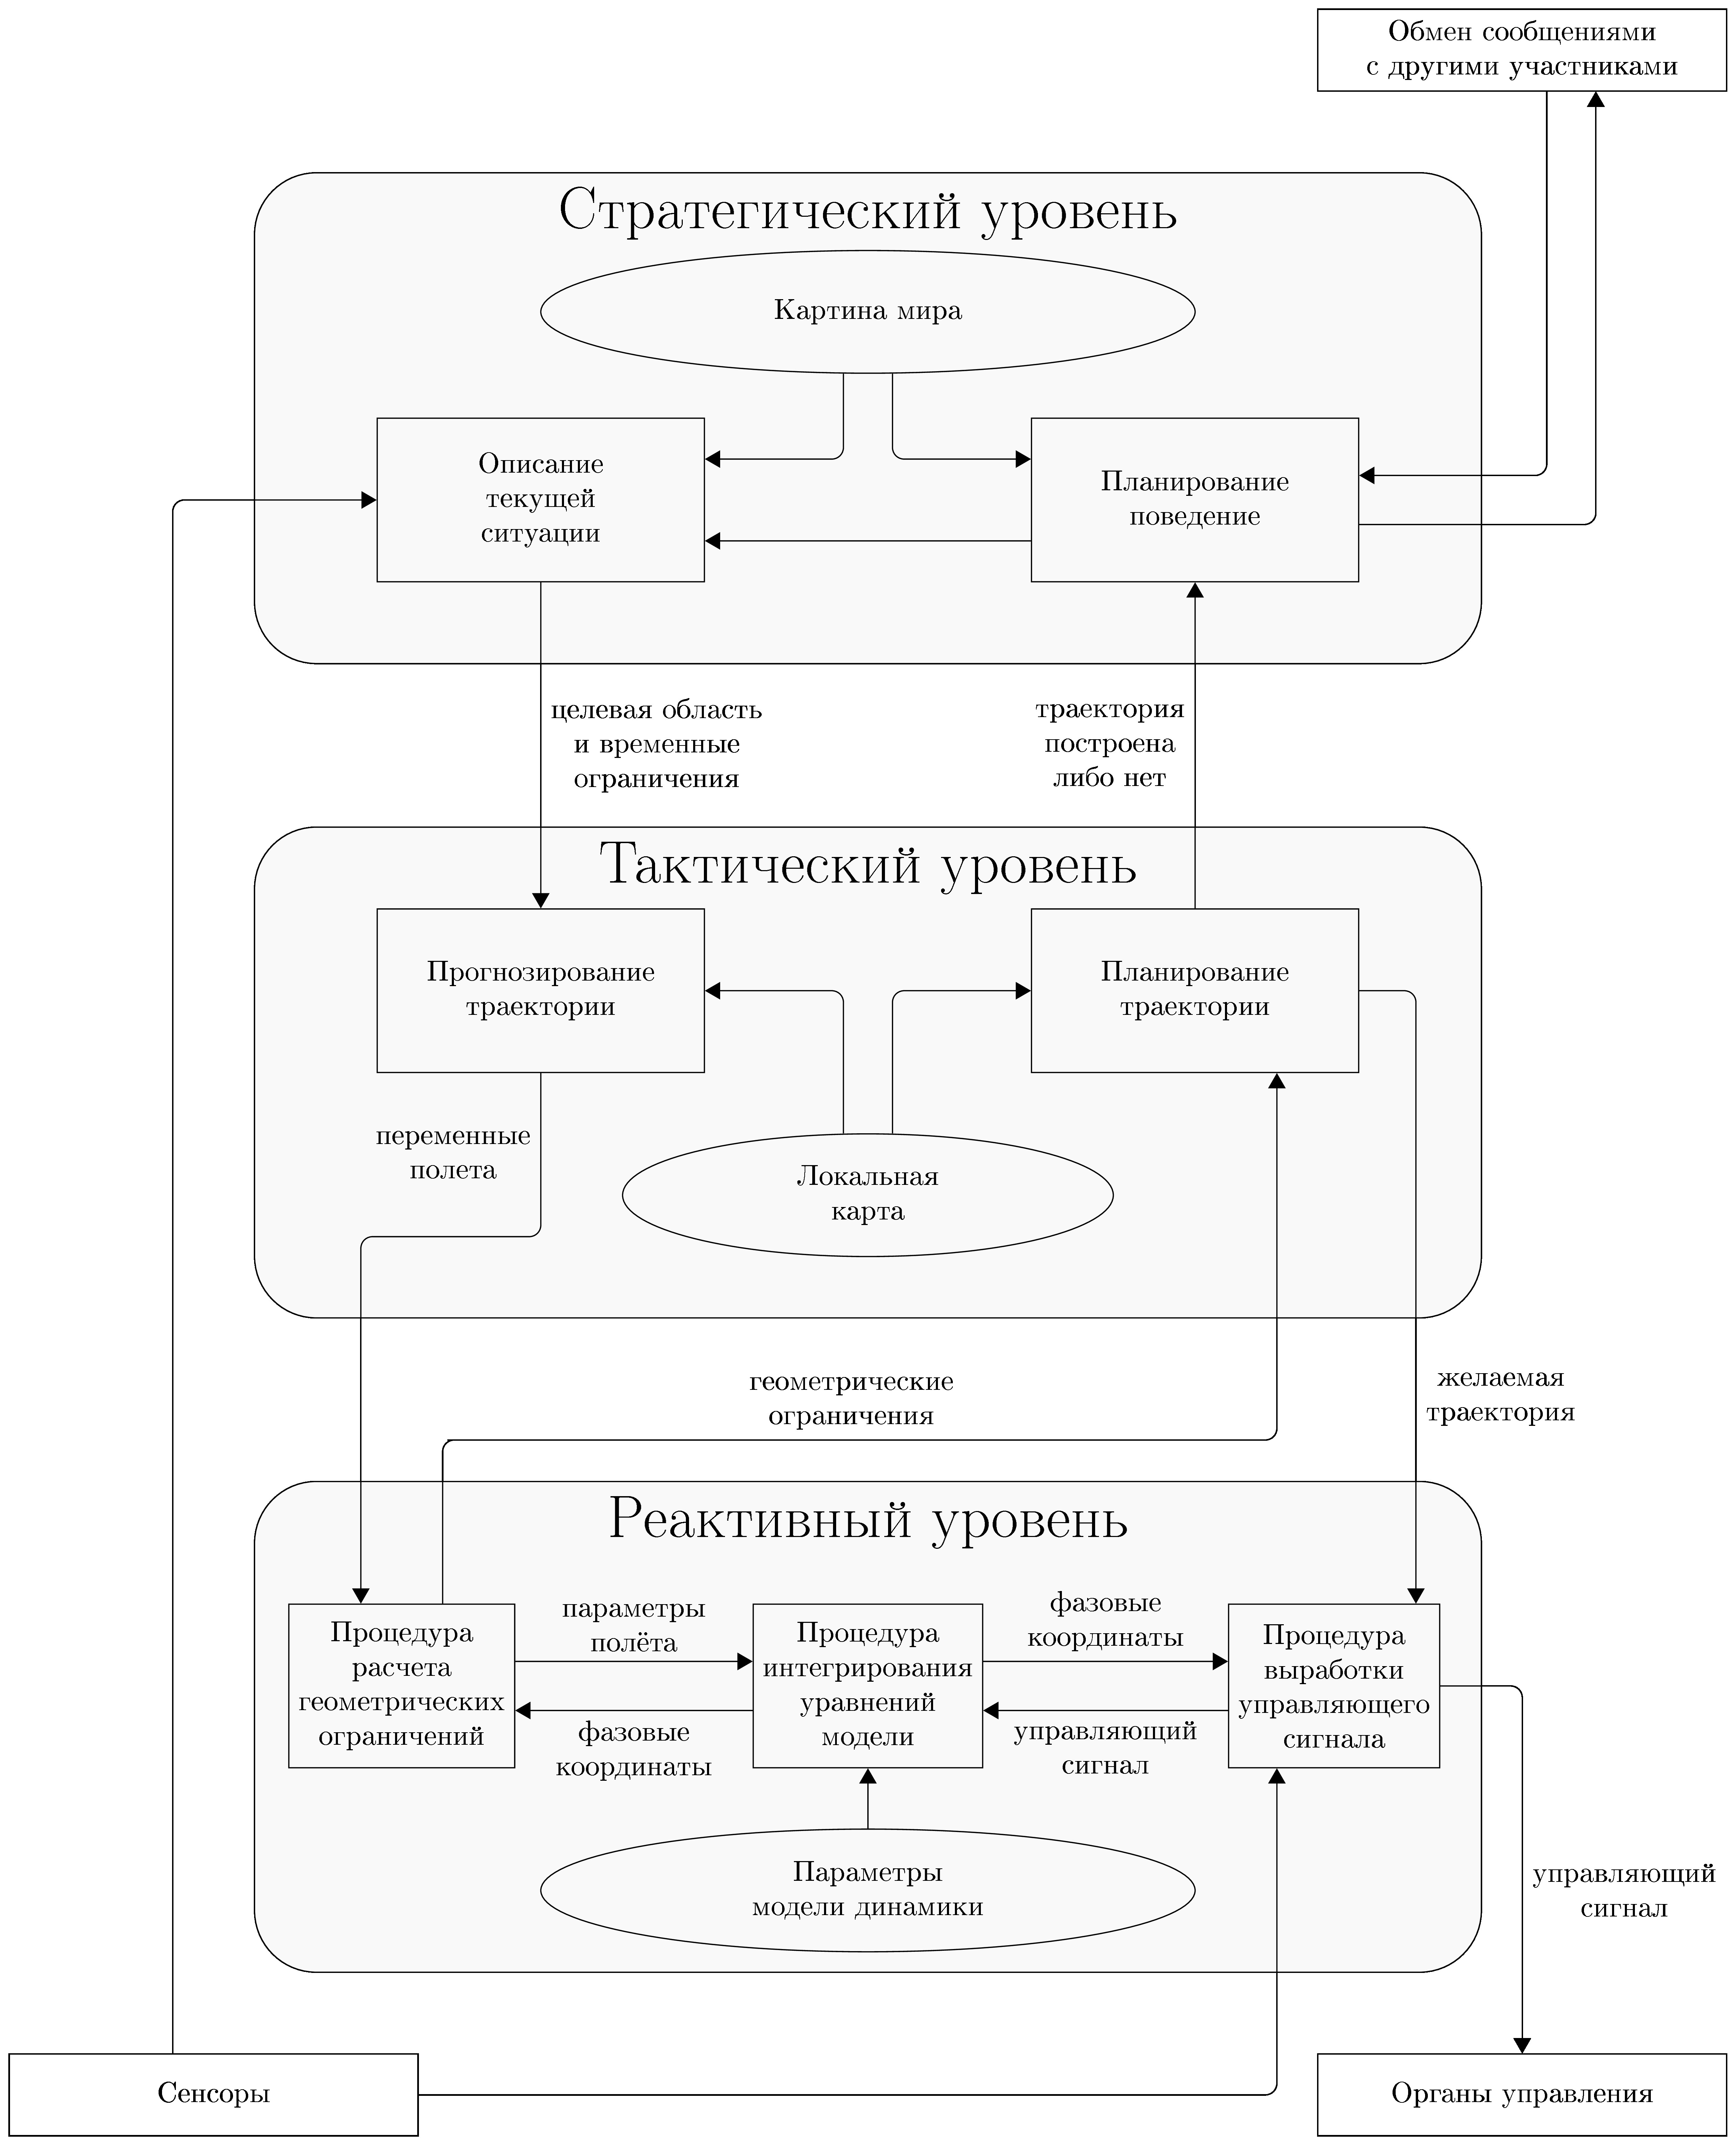 Обмен сообщениями
с другими участниками
Стратегический уровень
Картина мира
Описание
текущей
ситуации
Планирование
поведение
целевая область
и временные
ограничения
траектория
построена
либо нет
Тактический уровень
Прогнозирование
траектории
Планирование
траектории
переменные
полета
Локальная
карта
геометрические
ограничения
желаемая
траектория
Реактивный уровень
Процедура
расчета
геометрических
ограничений
параметры
полёта
фазовые
координаты
Процедура
интегрирования
уравнений
модели
фазовые
координаты
управляющий
сигнал
Процедура
выработки
управляющего
сигнала
Параметры
модели динамики
управляющий
сигнал
Сенсоры
Органы управления